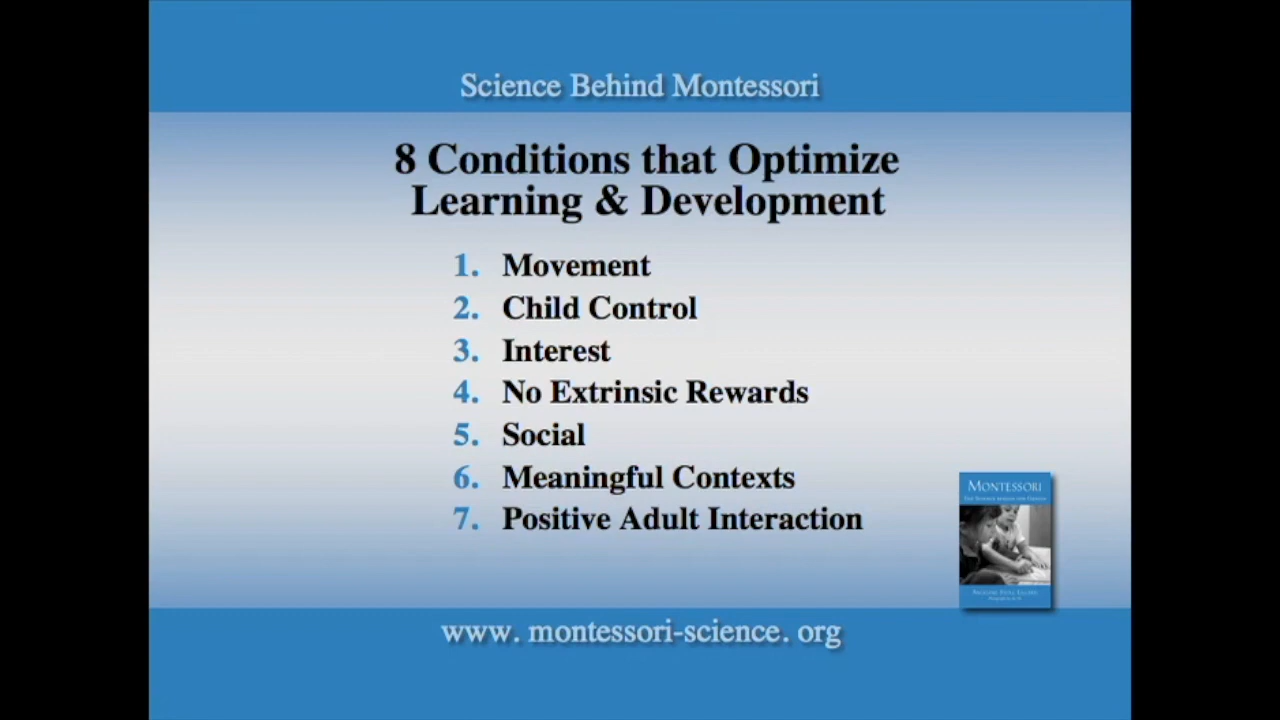 Science Behind Montessori
8 Conditions that Optimize
Learning & Development
1. Movement
2. Child Control
3. Interest
4. No Extrinsic Rewards
5. Social
6. Meaningful Contexts
7. Positive Adult Interaction
MONTESSORI
www. montessori-science. org